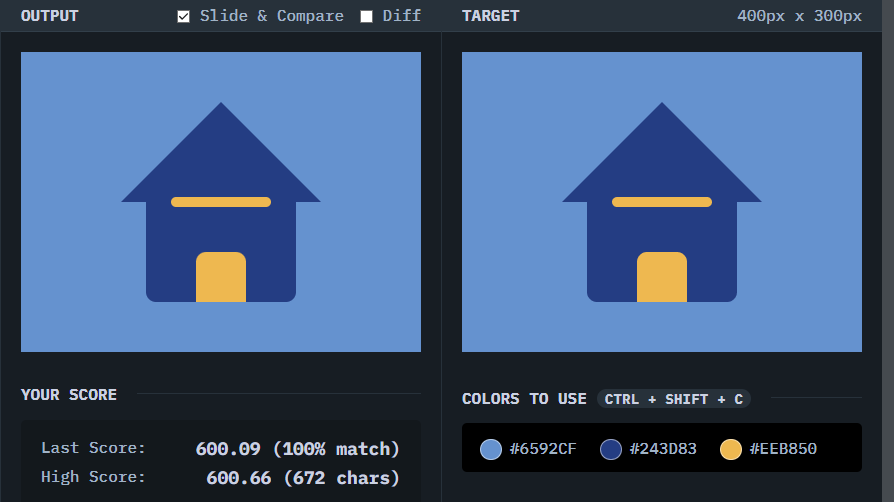 OUTPUT Slide & Compare Diff
TARGET 400px x 300px
YOUR SCORE
Last Score: 600.09 (100% match)
High Score: 600.66 (672 chars)
COLORS TO USE CTRL + SHIFT + C
#6592CF #243D83 #EEB850